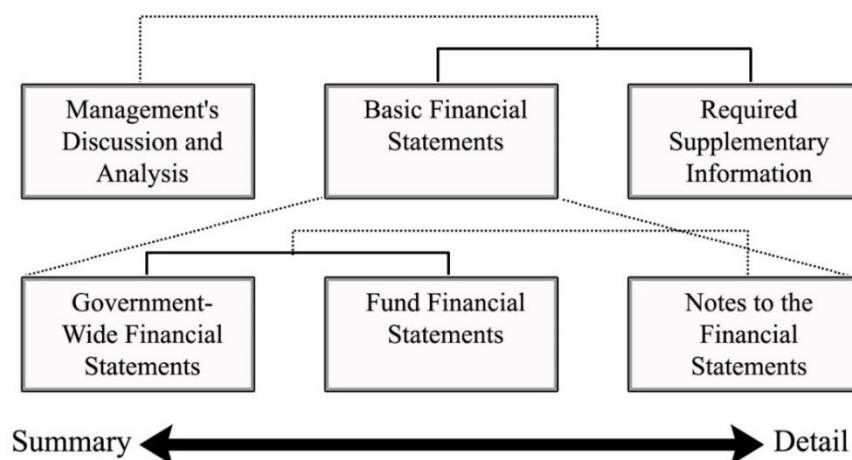 Management's
Discussion and
Analysis
Basic Financial
Statements
Required
Supplementary
Information
Government-
Wide Financial
Statements
Fund Financial
Statements
Notes to the
Financial
Statements
Summary
Detail